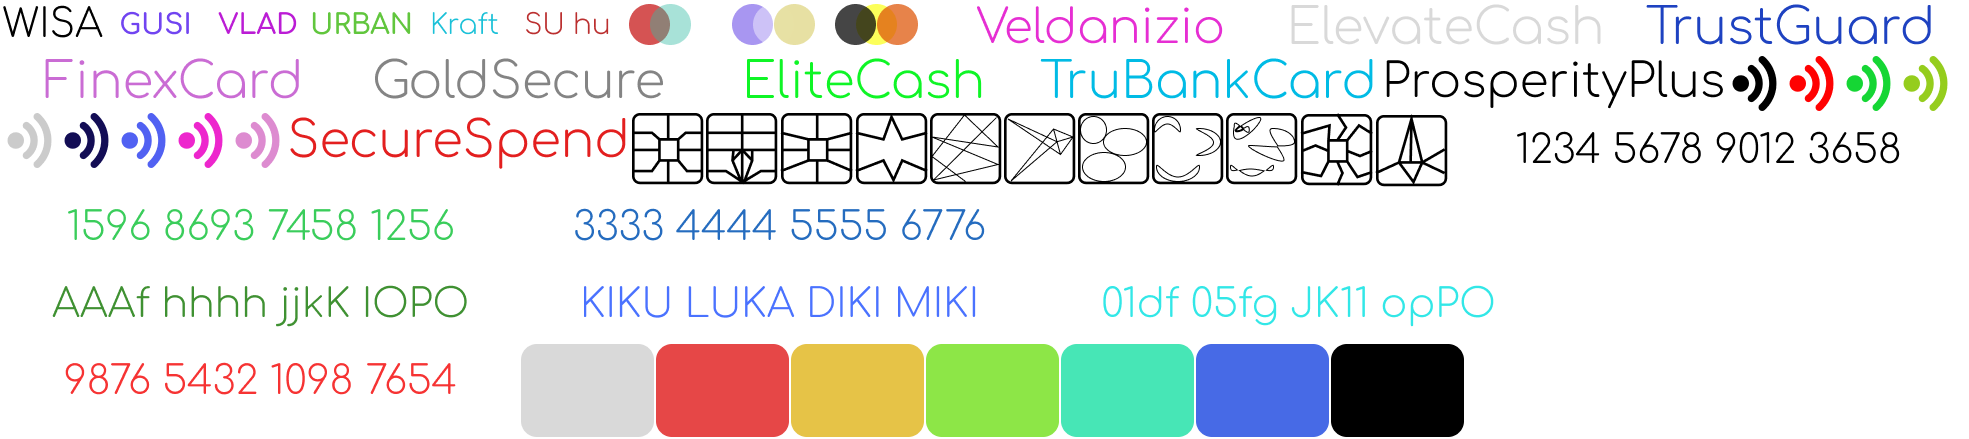 WISA GUSI VLAD URBAN Kraft SU hu Veldanizio ElevateCash TrustGuard
FinexCard GoldSecure EliteCash TruBankCard ProsperityPlus
SecureSpend 1234 5678 9012 3658
1596 8693 7458 1256 3333 4444 5555 6776
AAAf hhhh jjkK IOPO KIKU LUKA DIKI MIKI 01df 05fg JK11 opPO
9876 5432 1098 7654